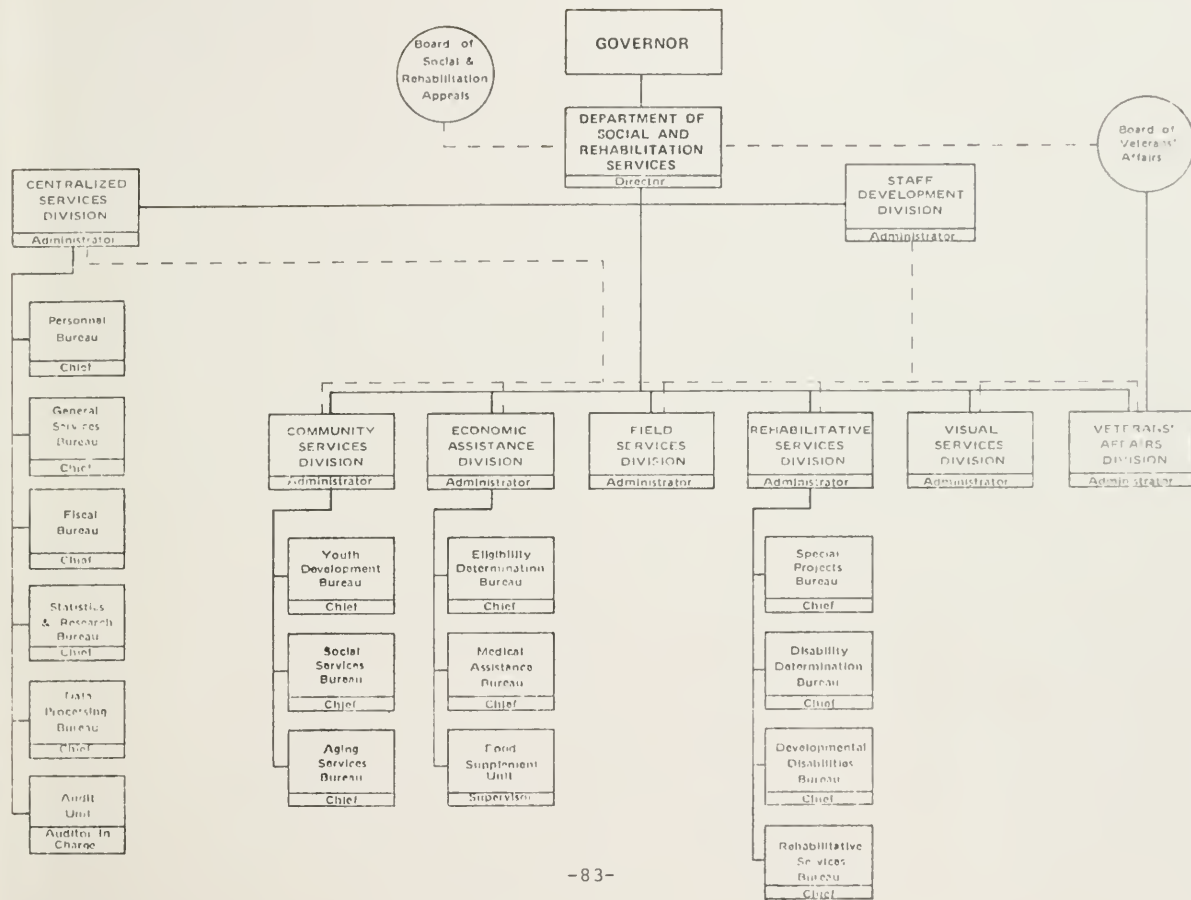 GOVERNOR
Board of
Social &
Rehabilitation
Appeals
DEPARTMENT OF
SOCIAL AND
REHABILITATION
SERVICES
Director
Board of
Veterans'
Affairs
CENTRALIZED
SERVICES
DIVISION
Administrator
STAFF
DEVELOPMENT
DIVISION
Administrator
Personnel
Bureau
Chief
General
Services
Bureau
Chief
Fiscal
Bureau
Chief
Statistics
& Research
Bureau
Chief
Data
Processing
Bureau
Chief
Audit
Unit
Auditor In
Charge
COMMUNITY
SERVICES
DIVISION
Administrator
Youth
Development
Bureau
Chief
Social
Services
Bureau
Chief
Aging
Services
Bureau
Chief
ECONOMIC
ASSISTANCE
DIVISION
Administrator
Eligibility
Determination
Bureau
Chief
Medical
Assistance
Bureau
Chief
Food
Supplement
Unit
Supervisor
FIELD
SERVICES
DIVISION
Administrator
REHABILITATIVE
SERVICES
DIVISION
Administrator
Special
Projects
Bureau
Chief
Disability
Determination
Bureau
Chief
Developmental
Disabilities
Bureau
Chief
Rehabilitative
Services
Bureau
Chief
VISUAL
SERVICES
DIVISION
Administrator
VETERANS'
AFFAIRS
DIVISION
Administrator
-83-